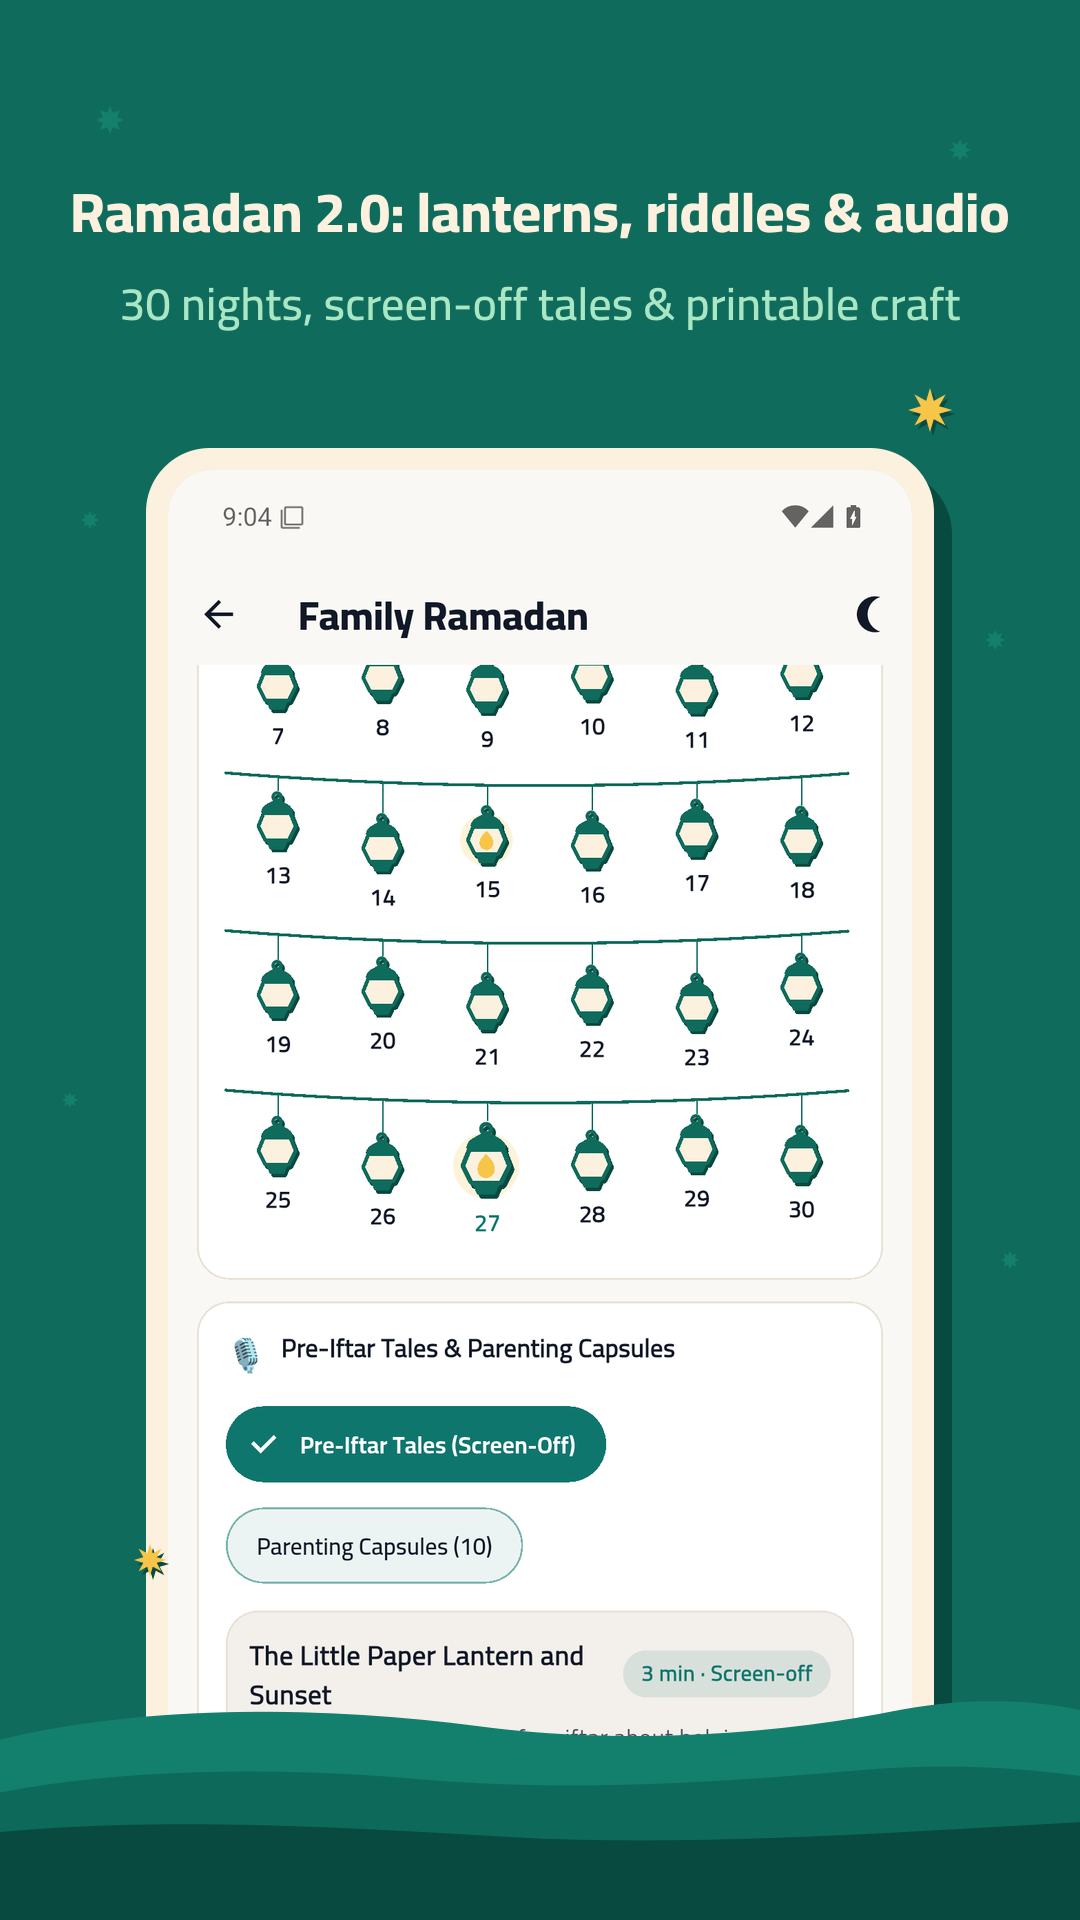 Ramadan 2.0: lanterns, riddles & audio
30 nights, screen-off tales & printable craft
9:04
Family Ramadan
7 8 9 10 11 12
13 14 15 16 17 18
19 20 21 22 23 24
25 26 27 28 29 30
Pre-Iftar Tales & Parenting Capsules
Pre-Iftar Tales (Screen-Off)
Parenting Capsules (10)
The Little Paper Lantern and
Sunset
3 min · Screen-off
iftar about